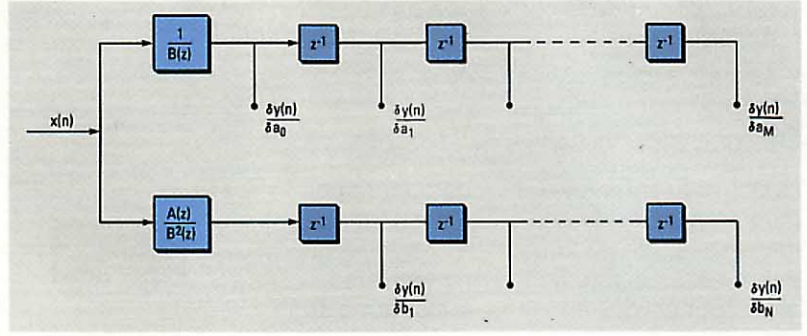 1/B(z)
z⁻¹
z⁻¹
z⁻¹
δy(n)/δa₀
δy(n)/δa₁
δy(n)/δa_M
x(n)
A(z)/B²(z)
z⁻¹
z⁻¹
z⁻¹
δy(n)/δb₁
δy(n)/δb_N